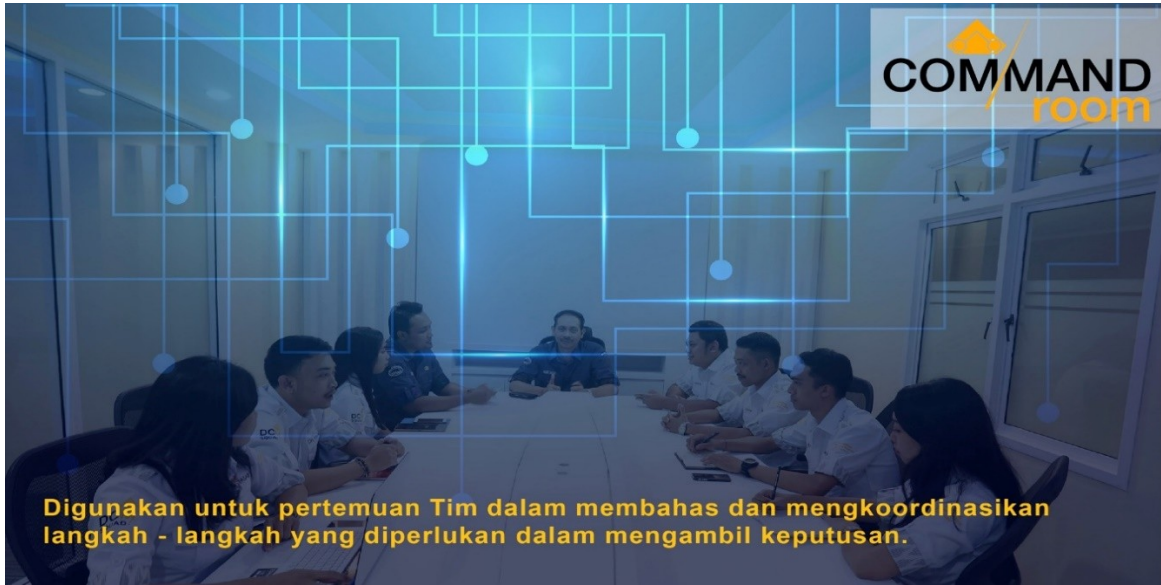 COMMAND
room
Digunakan untuk pertemuan Tim dalam membahas dan mengkoordinasikan
langkah - langkah yang diperlukan dalam mengambil keputusan.